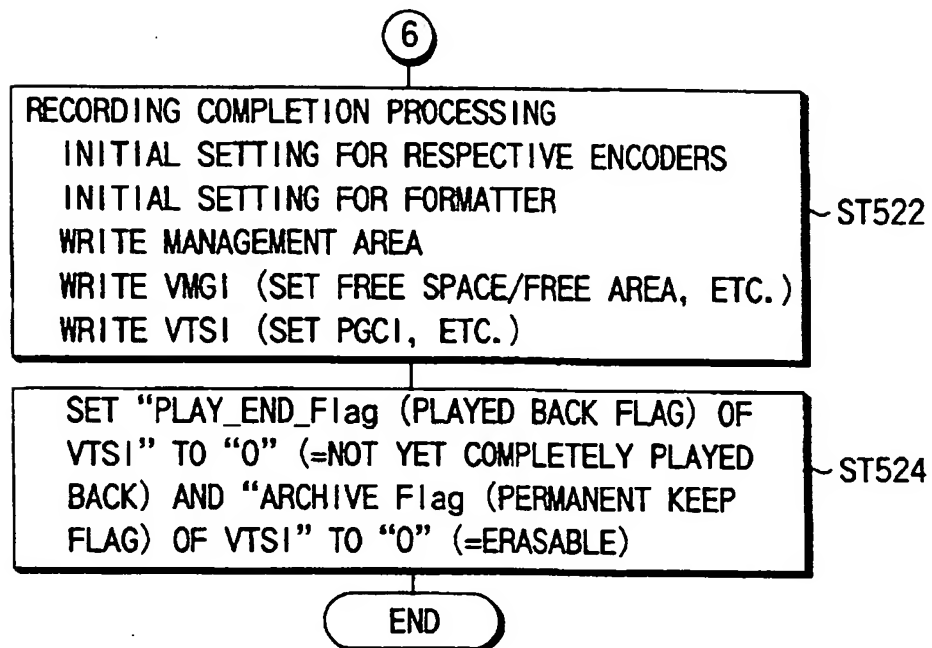 6
RECORDING COMPLETION PROCESSING
INITIAL SETTING FOR RESPECTIVE ENCODERS
INITIAL SETTING FOR FORMATTER
WRITE MANAGEMENT AREA
WRITE VMGI (SET FREE SPACE/FREE AREA, ETC.)
WRITE VTSI (SET PGCI, ETC.)
ST522
SET “PLAY_END_Flag (PLAYED BACK FLAG) OF
VTSI” TO “0” (=NOT YET COMPLETELY PLAYED
BACK) AND “ARCHIVE Flag (PERMANENT KEEP
FLAG) OF VTSI” TO “0” (=ERASABLE)
ST524
END